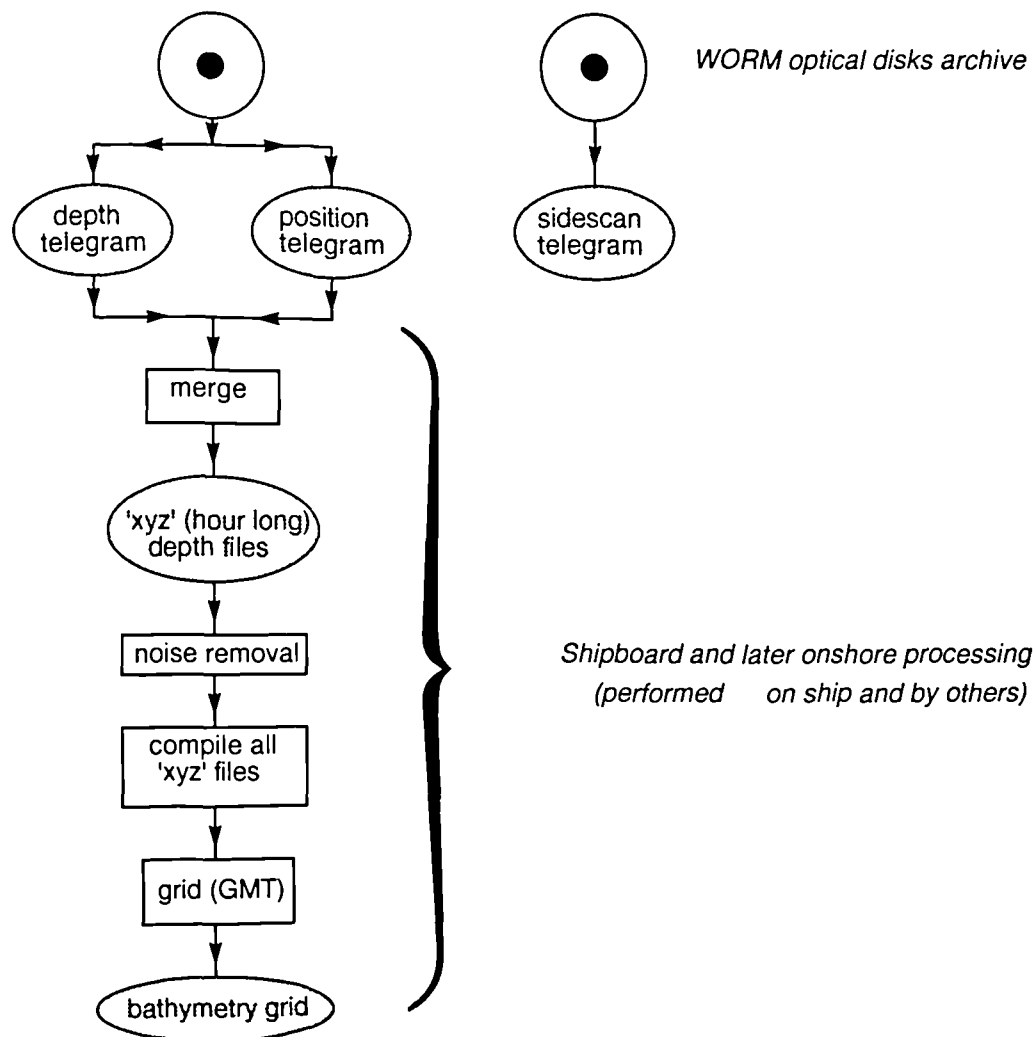 WORM optical disks archive
depth
telegram
position
telegram
sidescan
telegram
merge
'xyz' (hour long)
depth files
noise removal
Shipboard and later onshore processing
(performed on ship and by others)
compile all
'xyz' files
grid (GMT)
bathymetry grid